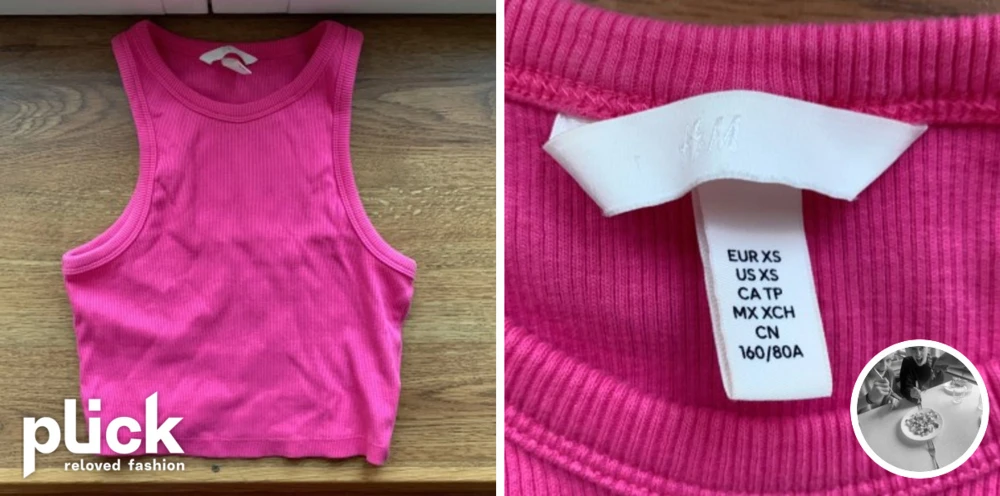 plick
reloved fashion
H&M
EUR XS
US XS
CA TP
MX XCH
CN
160/80A